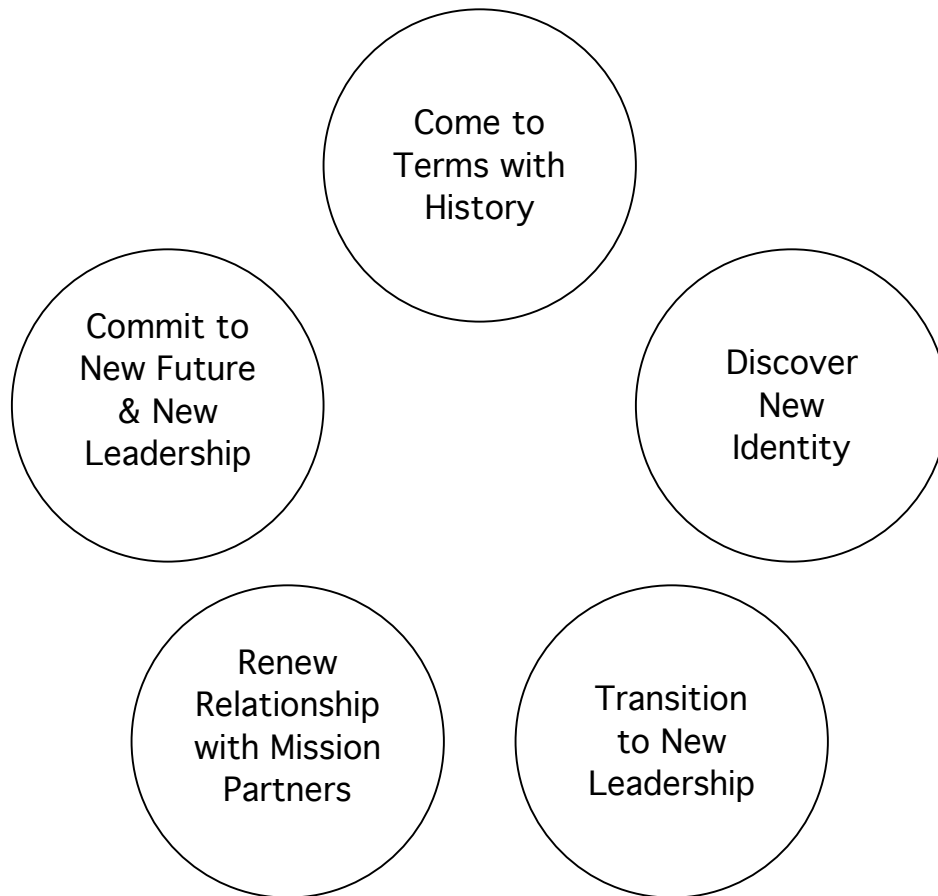 Come to
Terms with
History
Commit to
New Future
& New
Leadership
Discover
New
Identity
Renew
Relationship
with Mission
Partners
Transition
to New
Leadership